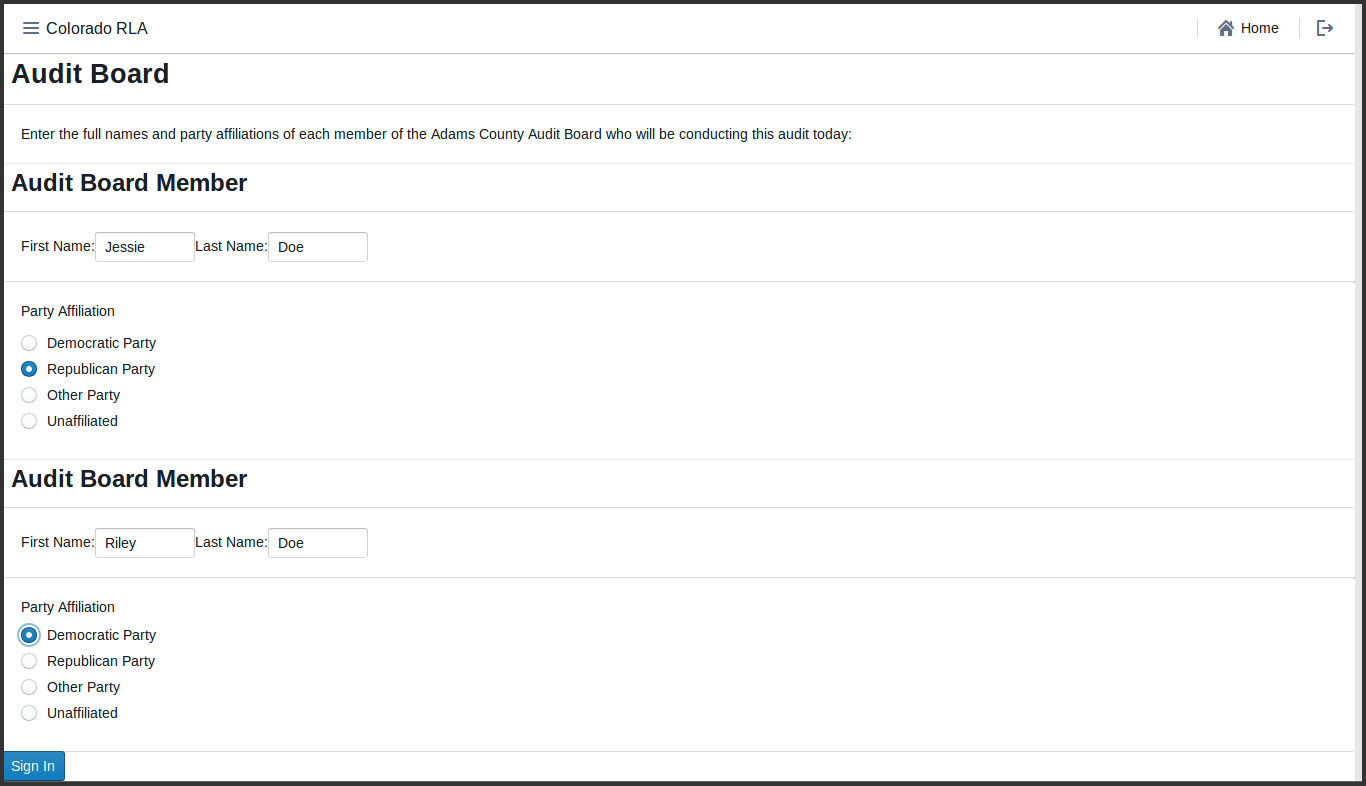 Colorado RLA Home
Audit Board
Enter the full names and party affiliations of each member of the Adams County Audit Board who will be conducting this audit today:
Audit Board Member
First Name: Jessie Last Name: Doe
Party Affiliation
Democratic Party
Republican Party
Other Party
Unaffiliated
Audit Board Member
First Name: Riley Last Name: Doe
Party Affiliation
Democratic Party
Republican Party
Other Party
Unaffiliated
Sign In